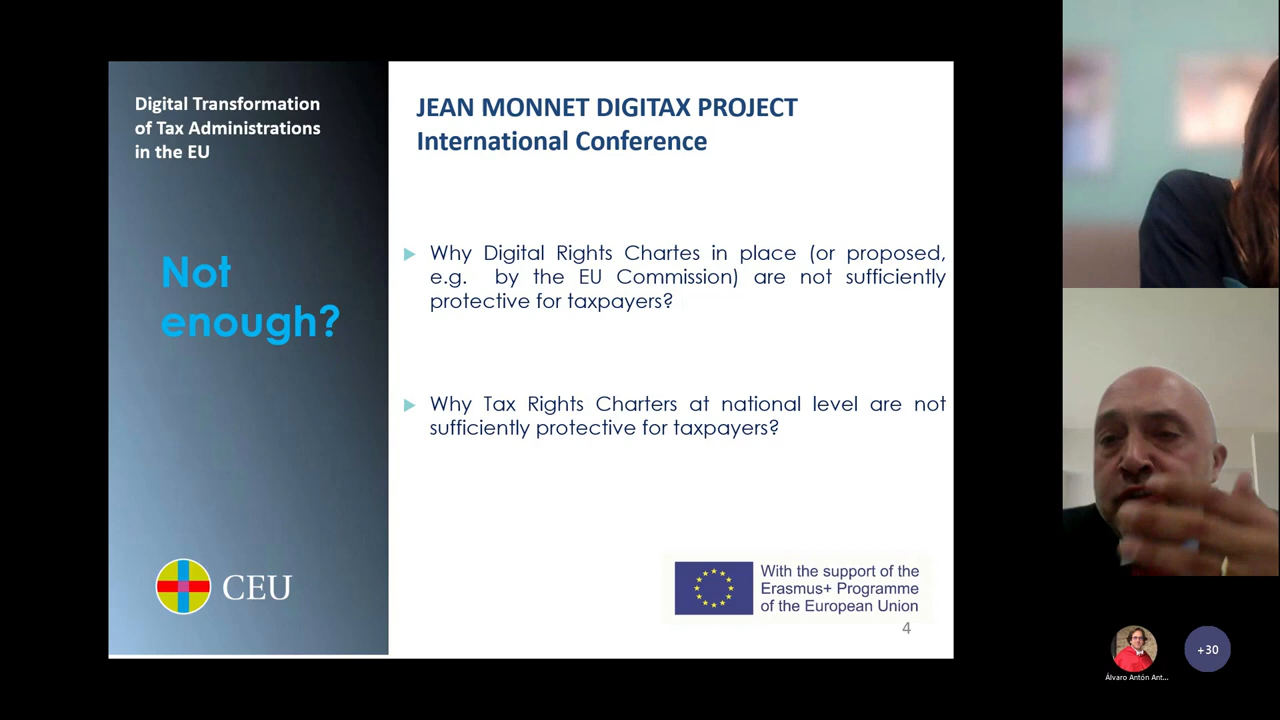 Digital Transformation
of Tax Administrations
in the EU
Not
enough?
CEU
JEAN MONNET DIGITAX PROJECT
International Conference
Why Digital Rights Chartes in place (or proposed,
e.g. by the EU Commission) are not sufficiently
protective for taxpayers?
Why Tax Rights Charters at national level are not
sufficiently protective for taxpayers?
With the support of the
Erasmus+ Programme
of the European Union
4
Álvaro Antón Ant...
+30